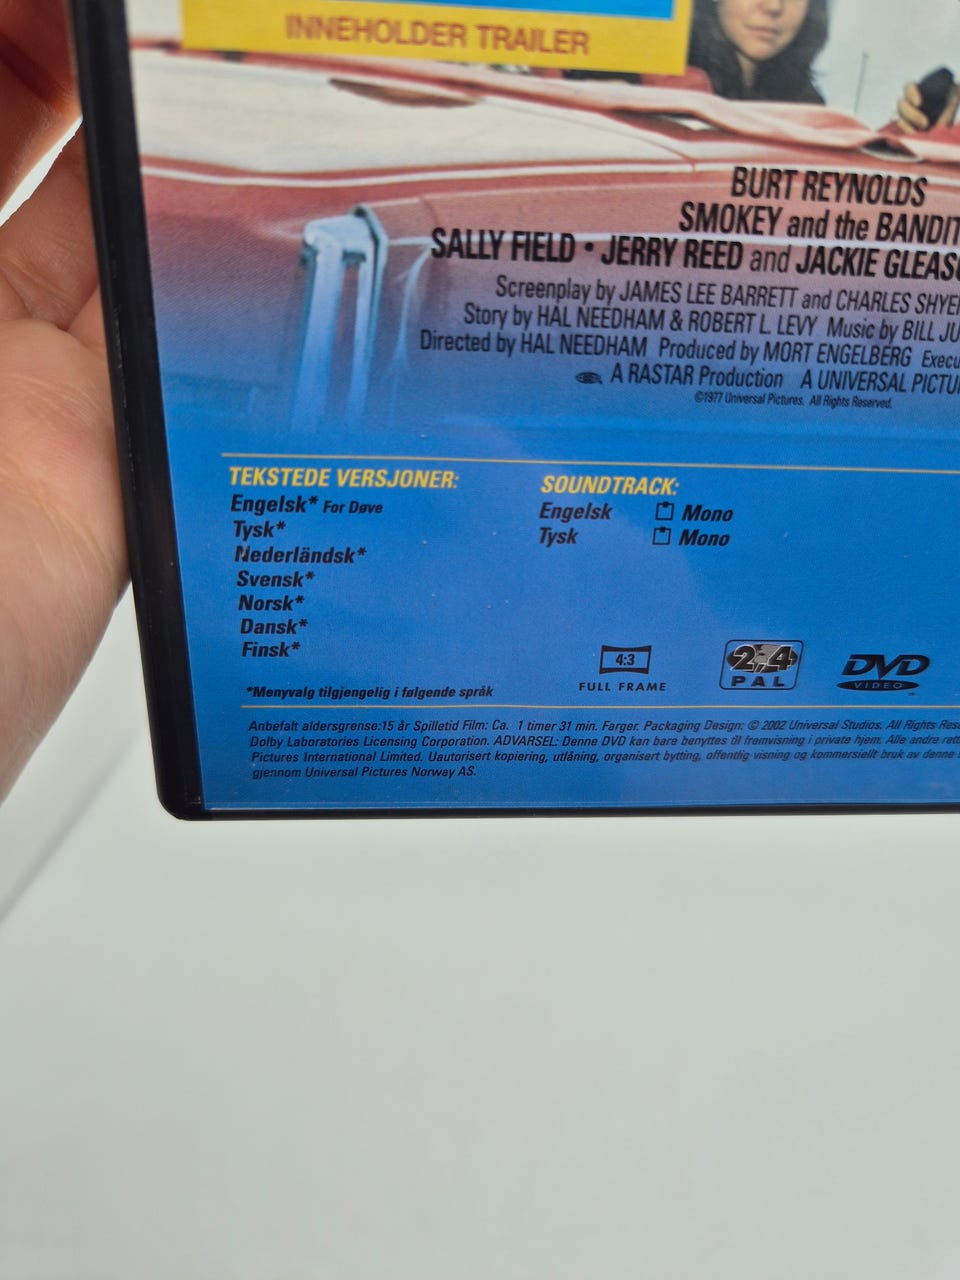 INNEHOLDER TRAILER
BURT REYNOLDS
SMOKEY and the BANDIT
SALLY FIELD • JERRY REED and JACKIE
Screenplay by JAMES LEE BARRETT and CHARLES
Story by HAL NEEDHAM & ROBERT L. LEVY Music by BILL
Directed by HAL NEEDHAM Produced by MORT ENGELBERG
A RASTAR Production A UNIVERSAL
©1977 Universal Pictures. All Rights Reserved.
TEKSTEDE VERSJONER:
Engelsk* For Døve
Tysk*
Nederländsk*
Svensk*
Norsk*
Dansk*
Finsk*
*Menyvalg tilgjengelig i følgende språk
SOUNDTRACK:
Engelsk Mono
Tysk Mono
4:3
FULL FRAME
2,4
PAL
DVD
VIDEO
Anbefalt aldersgrense:15 år Spilletid Film: Ca. 1 timer 31 min. Farger. Packaging Design: © 2002 Universal Studios. All Rights
Dolby Laboratories Licensing Corporation. ADVARSEL: Denne DVD kan bare benyttes til fremvisning i private hjem. Alle andre
Pictures International Limited. Uautorisert kopiering, utlåning, organisert bytting, offentlig visning og kommersiellt bruk av denne
gjennom Universal Pictures Norway AS.